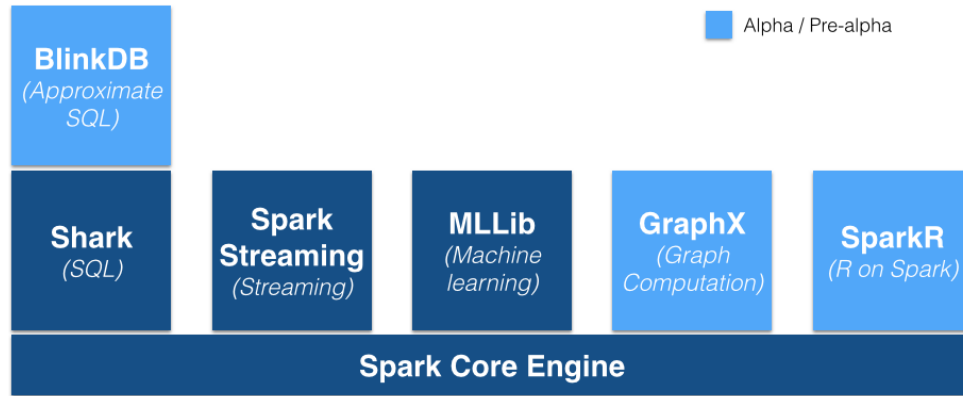 Alpha / Pre-alpha
BlinkDB
(Approximate
SQL)
Shark
(SQL)
Spark
Streaming
(Streaming)
MLLib
(Machine
learning)
GraphX
(Graph
Computation)
SparkR
(R on Spark)
Spark Core Engine